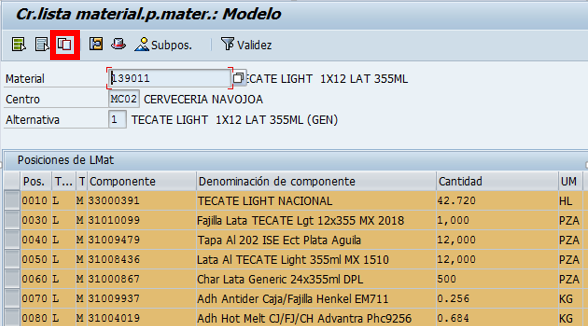 Cr.lista material.p.mater.: Modelo
Subpos. Validez
Material 139011 ECATE LIGHT 1X12 LAT 355ML
Centro MC02 CERVECERIA NAVOJOA
Alternativa 1 TECATE LIGHT 1X12 LAT 355ML (GEN)
Posiciones de LMat
Pos. T... T Componente Denominación de componente Cantidad UM
0010 L M 33000391 TECATE LIGHT NACIONAL 42.720 HL
0030 L M 31010099 Fajilla Lata TECATE Lgt 12x355 MX 2018 1,000 PZA
0040 L M 31009479 Tapa Al 202 ISE Ect Plata Aguila 12,000 PZA
0050 L M 31008436 Lata Al TECATE Light 355ml MX 1510 12,000 PZA
0060 L M 31000867 Char Lata Generic 24x355ml DPL 500 PZA
0070 L M 31009937 Adh Antider Caja/Fajilla Henkel EM711 0.256 KG
0080 L M 31004019 Adh Hot Melt CJ/FJ/CH Advantra Phc9256 0.684 KG